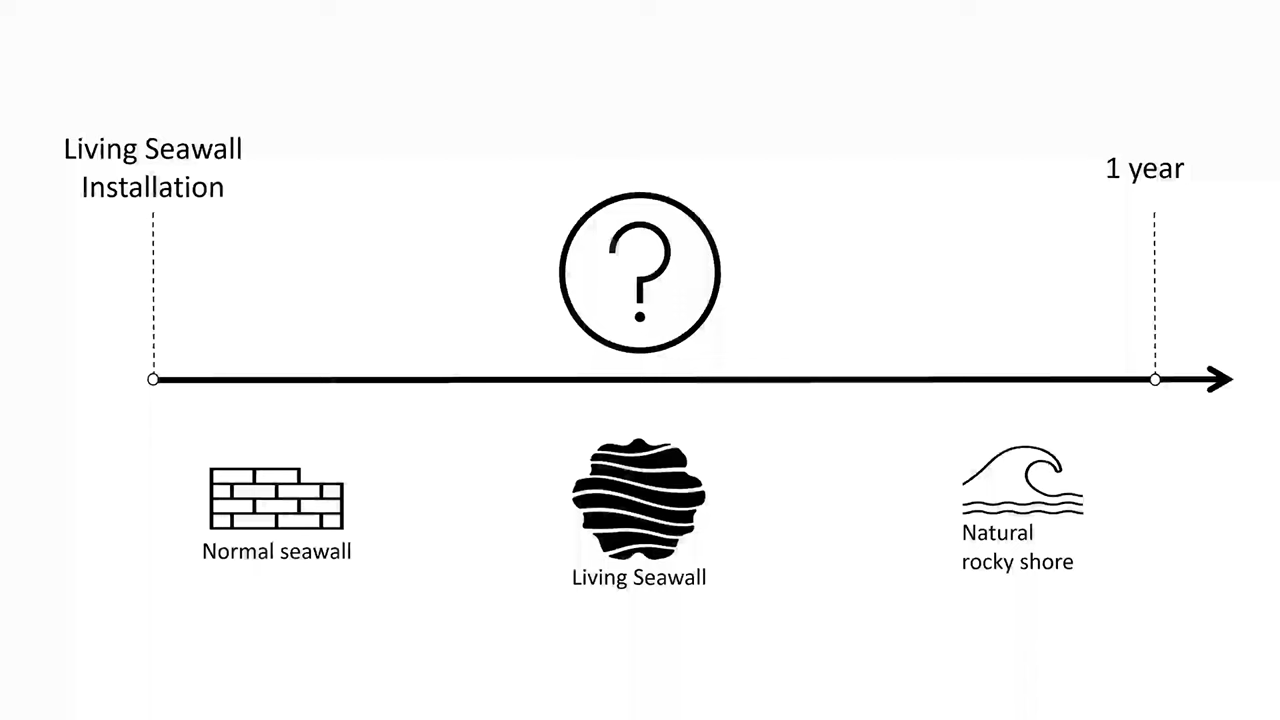 Living Seawall
Installation
1 year
?
Normal seawall
Living Seawall
Natural
rocky shore